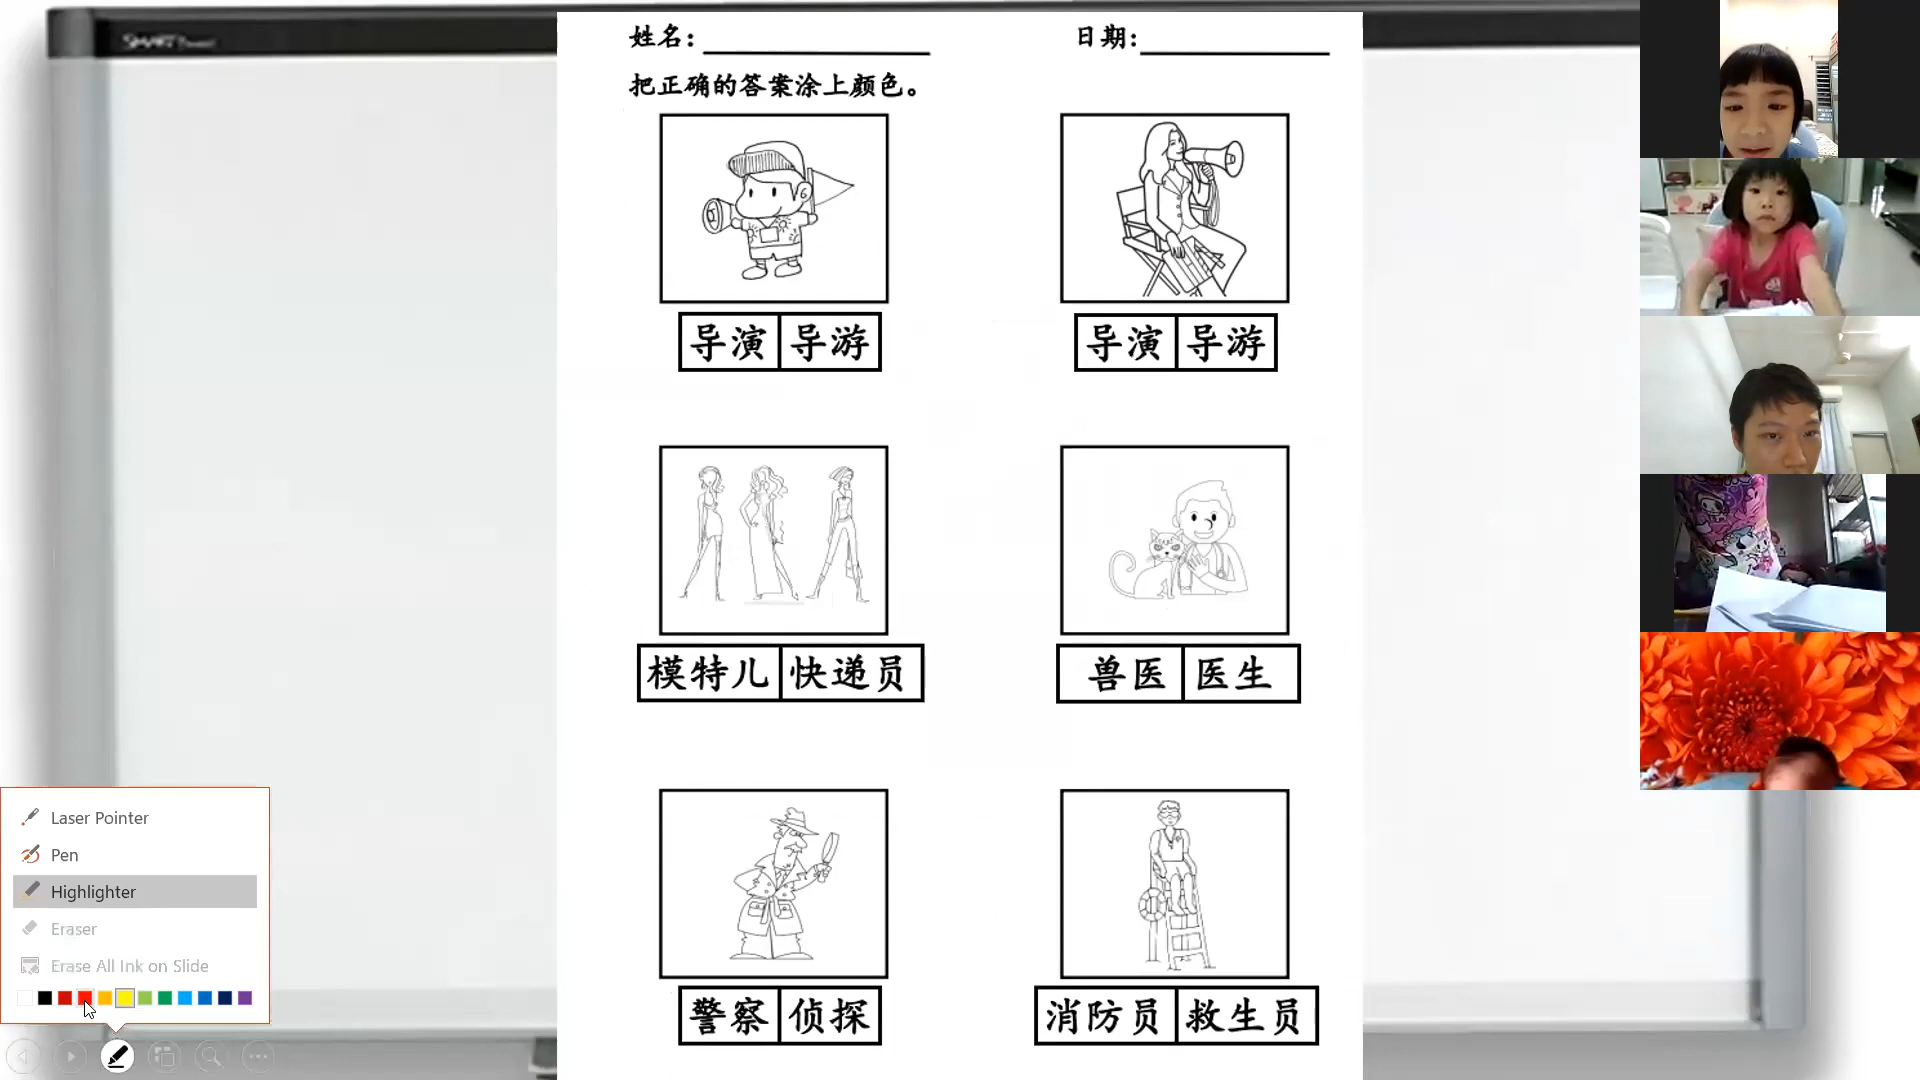 SMART Board
姓名: 日期:
把正确的答案涂上颜色。
导演 导游
导演 导游
模特儿 快递员
兽医 医生
警察 侦探
消防员 救生员
Laser Pointer
Pen
Highlighter
Eraser
Erase All Ink on Slide